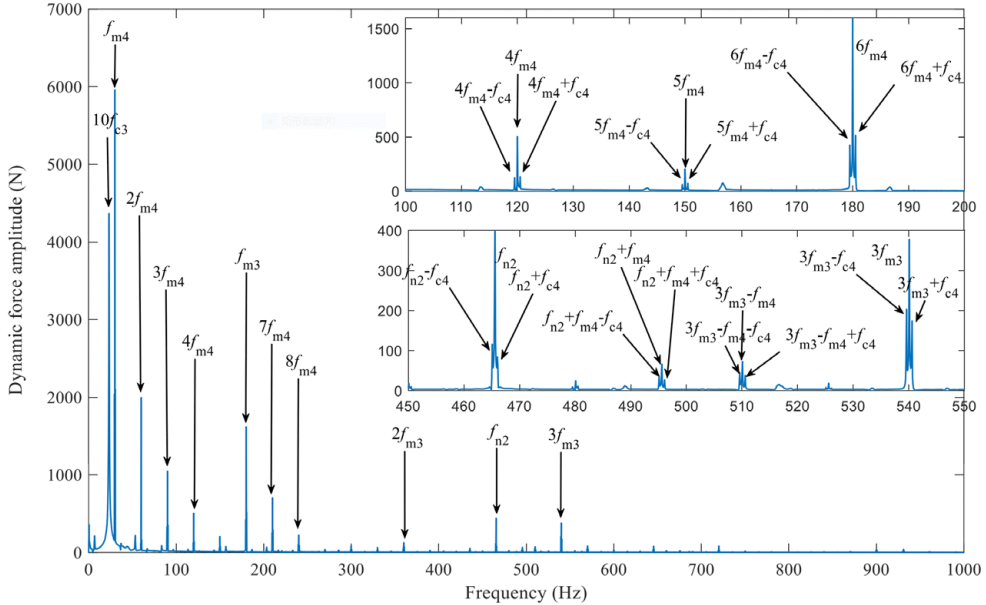 7000
6000
5000
4000
3000
2000
1000
0
Dynamic force amplitude (N)
0 100 200 300 400 500 600 700 800 900 1000
Frequency (Hz)
fm4
10fc3
2fm4
3fm4
4fm4
fm3
7fm4
8fm4
2fm3
fn2
3fm3
1500
1000
500
0
100 110 120 130 140 150 160 170 180 190 200
4fm4-fc4
4fm4
4fm4+fc4
5fm4-fc4
5fm4
5fm4+fc4
6fm4-fc4
6fm4
6fm4+fc4
400
300
200
100
0
450 460 470 480 490 500 510 520 530 540 550
fn2-fc4
fn2
fn2+fc4
fn2+fm4-fc4
fn2+fm4
fn2+fm4+fc4
3fm3-fm4
3fm3-fm4-fc4
3fm3-fm4+fc4
3fm3-fc4
3fm3
3fm3+fc4